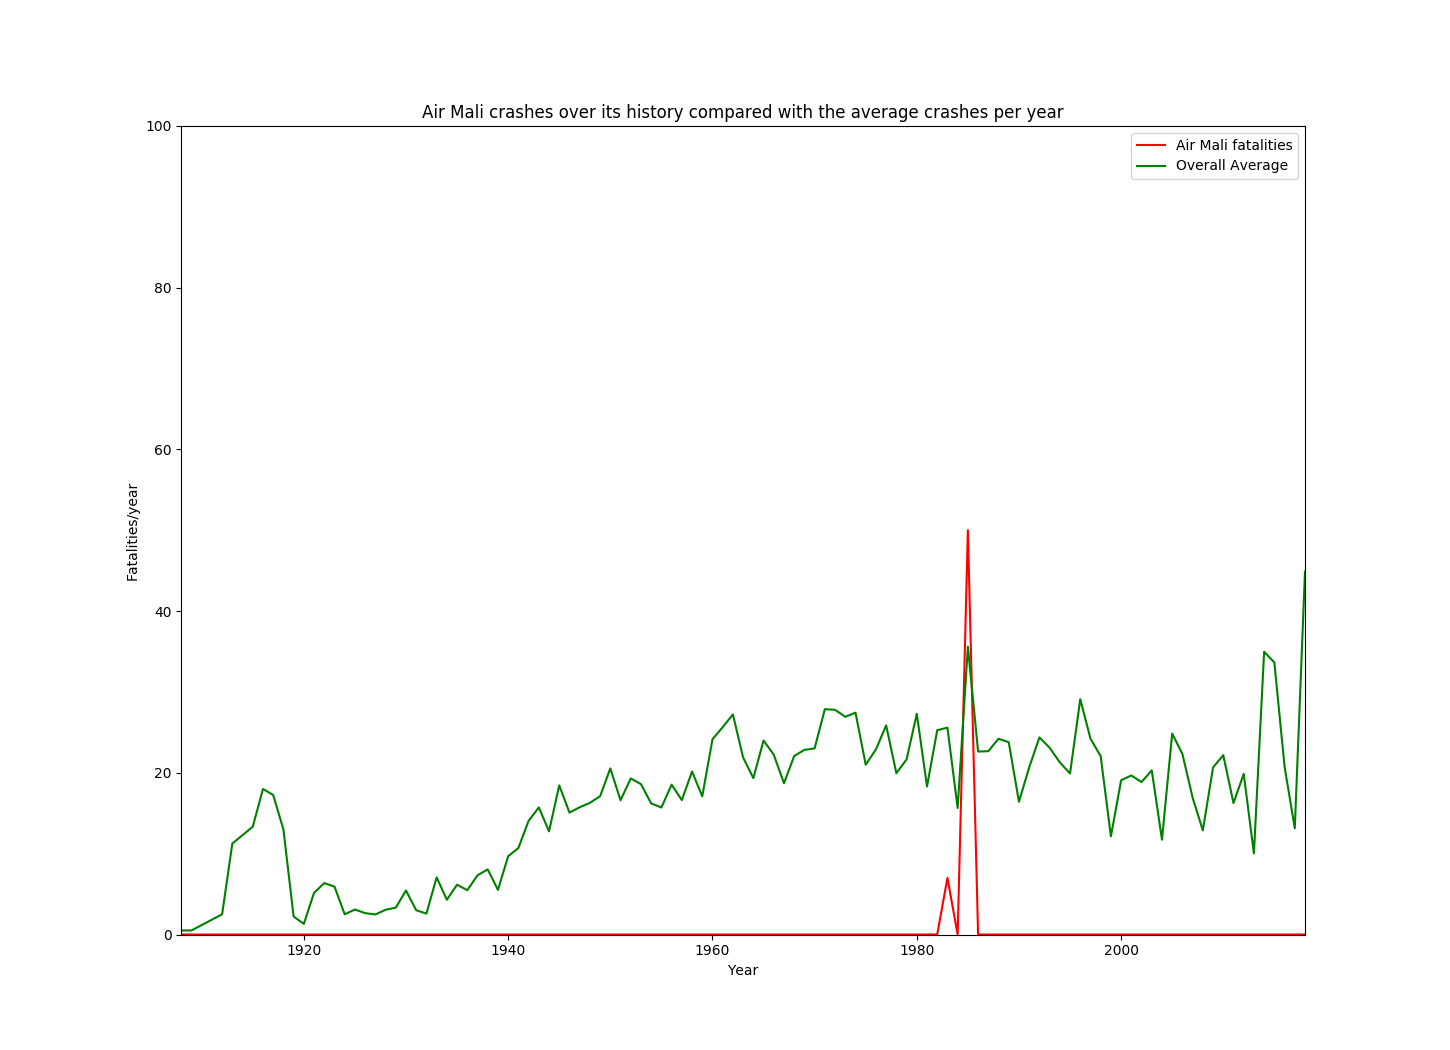 Air Mali crashes over its history compared with the average crashes per year
Air Mali fatalities
Overall Average
100
80
60
40
20
0
Fatalities/year
1920 1940 1960 1980 2000
Year